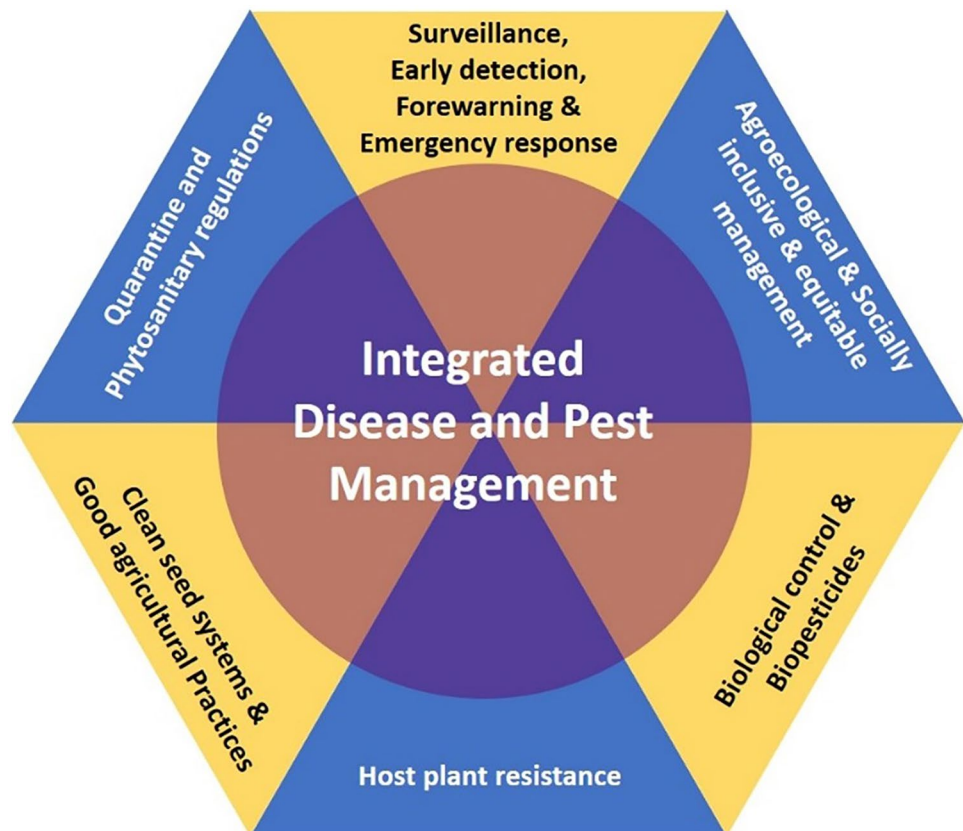 Surveillance,
Early detection,
Forewarning &
Emergency response
Agroecological & Socially
inclusive & equitable
management
Biological control &
Biopesticides
Host plant resistance
Clean seed systems &
Good agricultural Practices
Quarantine and
Phytosanitary regulations
Integrated
Disease and Pest
Management